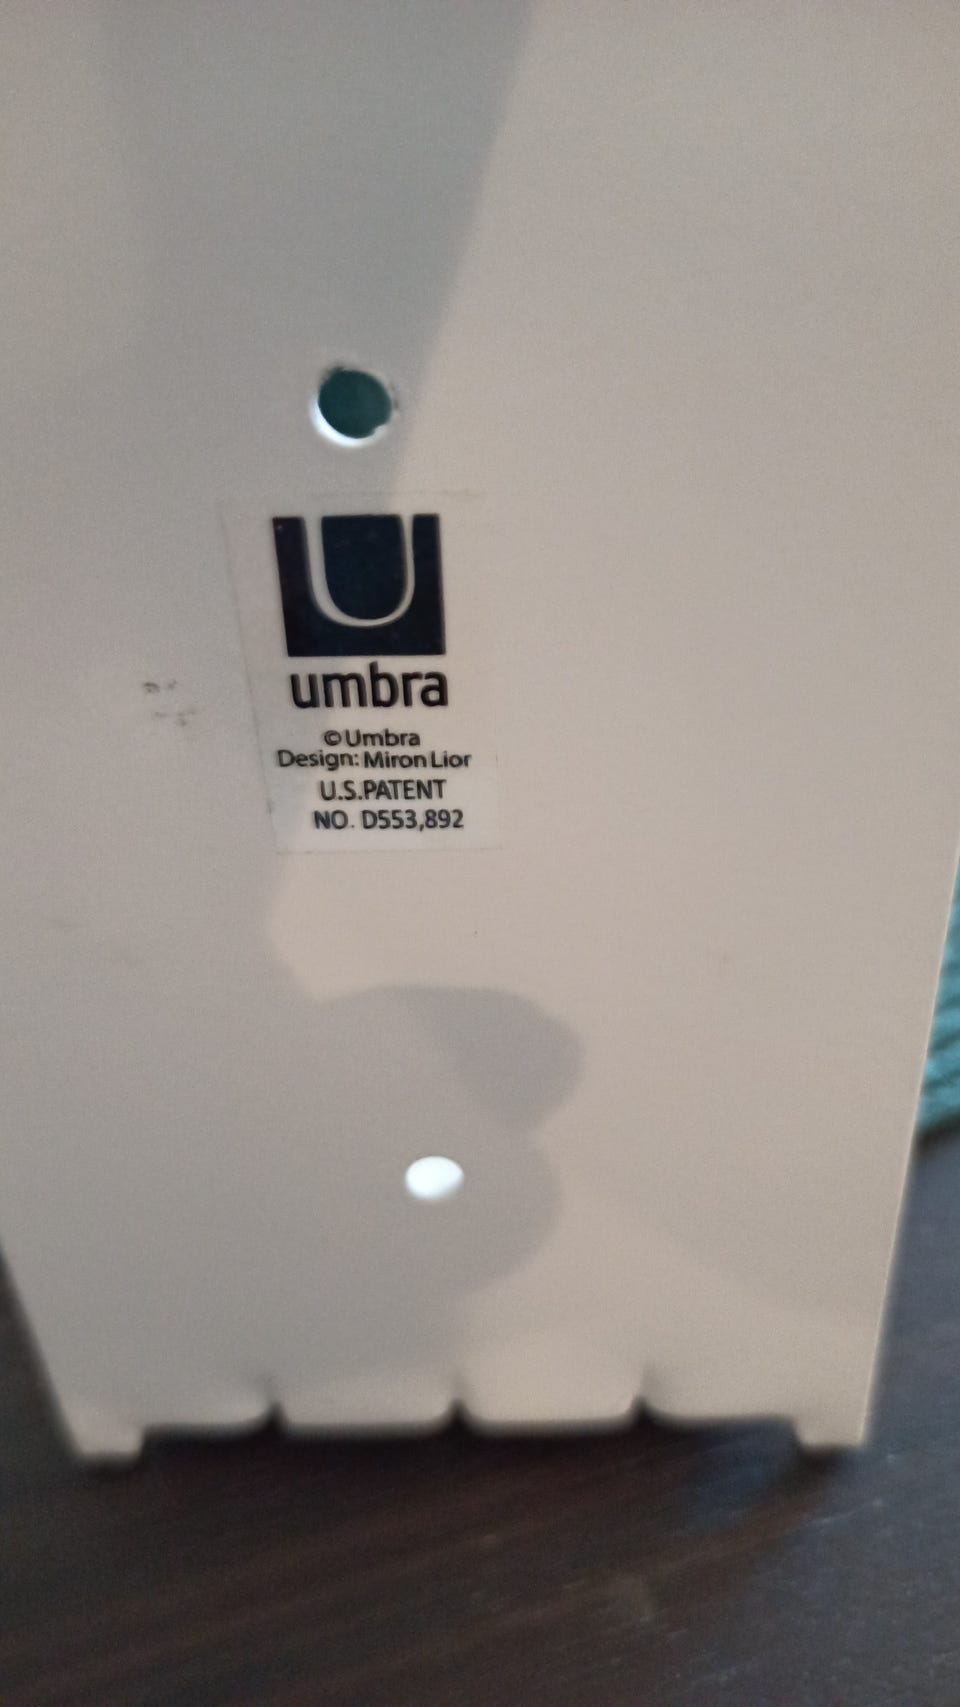 U
umbra
©Umbra
Design: Miron Lior
U.S.PATENT
NO. D553,892